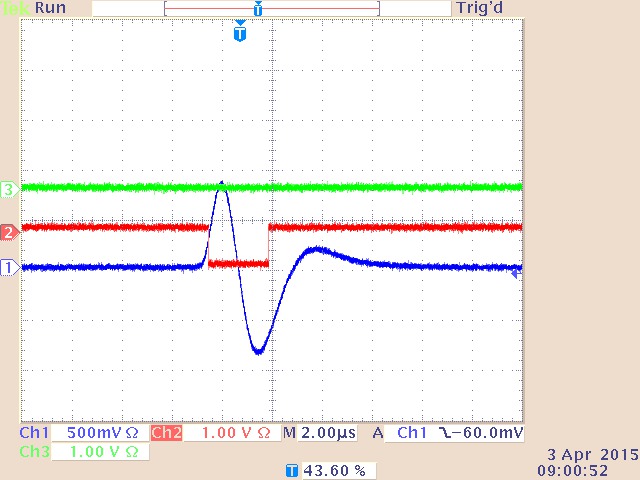 Tek Run Trig'd
T
T
3
2
1
Ch1 500mV Ω Ch2 1.00 V Ω M 2.00µs A Ch1 ⤵−60.0mV
Ch3 1.00 V Ω
3 Apr 2015
T 43.60 % 09:00:52